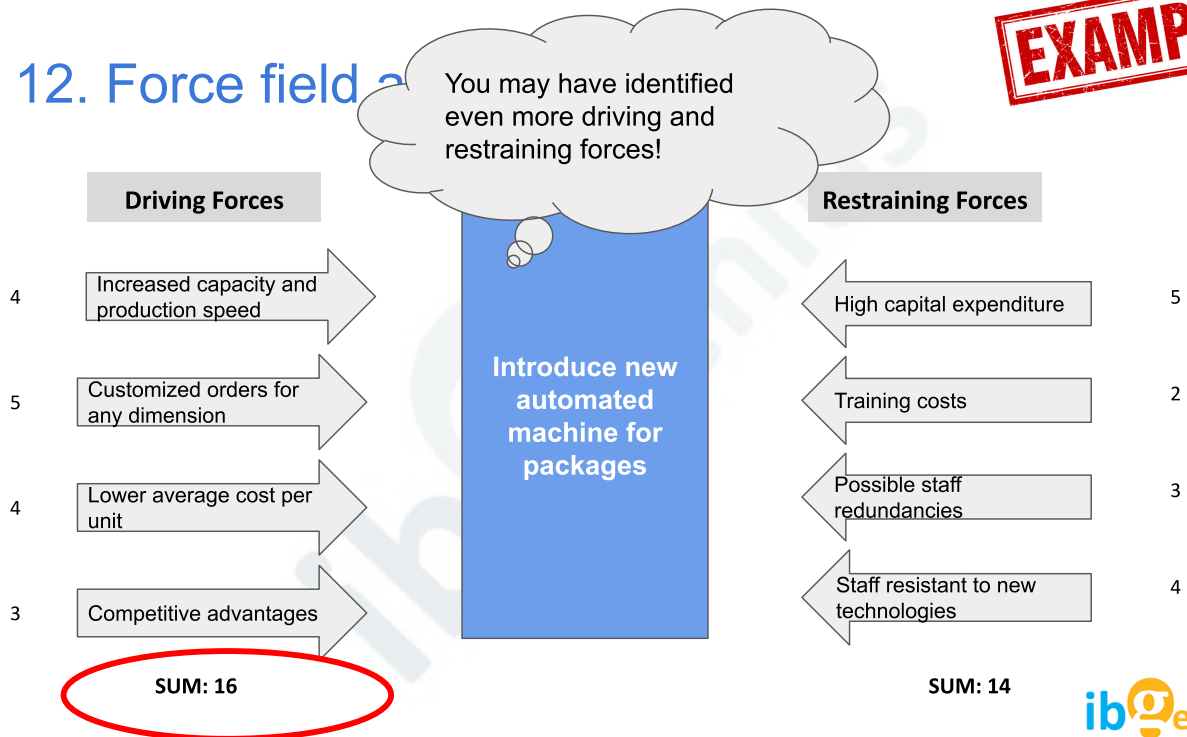 12. Force field a
You may have identified
even more driving and
restraining forces!
EXAMP
Driving Forces
Restraining Forces
4
Increased capacity and
production speed
High capital expenditure
5
5
Customized orders for
any dimension
Training costs
2
4
Lower average cost per
unit
Possible staff
redundancies
3
3
Competitive advantages
Staff resistant to new
technologies
4
Introduce new
automated
machine for
packages
SUM: 16
SUM: 14
ibge